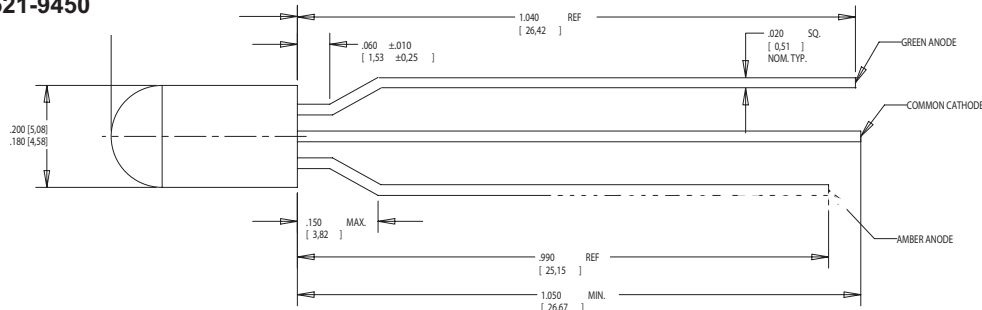 521-9450
1.040 REF
[ 26,42 ]
.060 ±.010
[ 1,53 ±0,25 ]
.020 SQ.
[ 0,51 ]
NOM. TYP.
GREEN ANODE
COMMON CATHODE
.200 [5,08]
.180 [4,58]
.150 MAX.
[ 3,82 ]
AMBER ANODE
.990 REF
[ 25,15 ]
1.050 MIN.
[ 26,67 ]